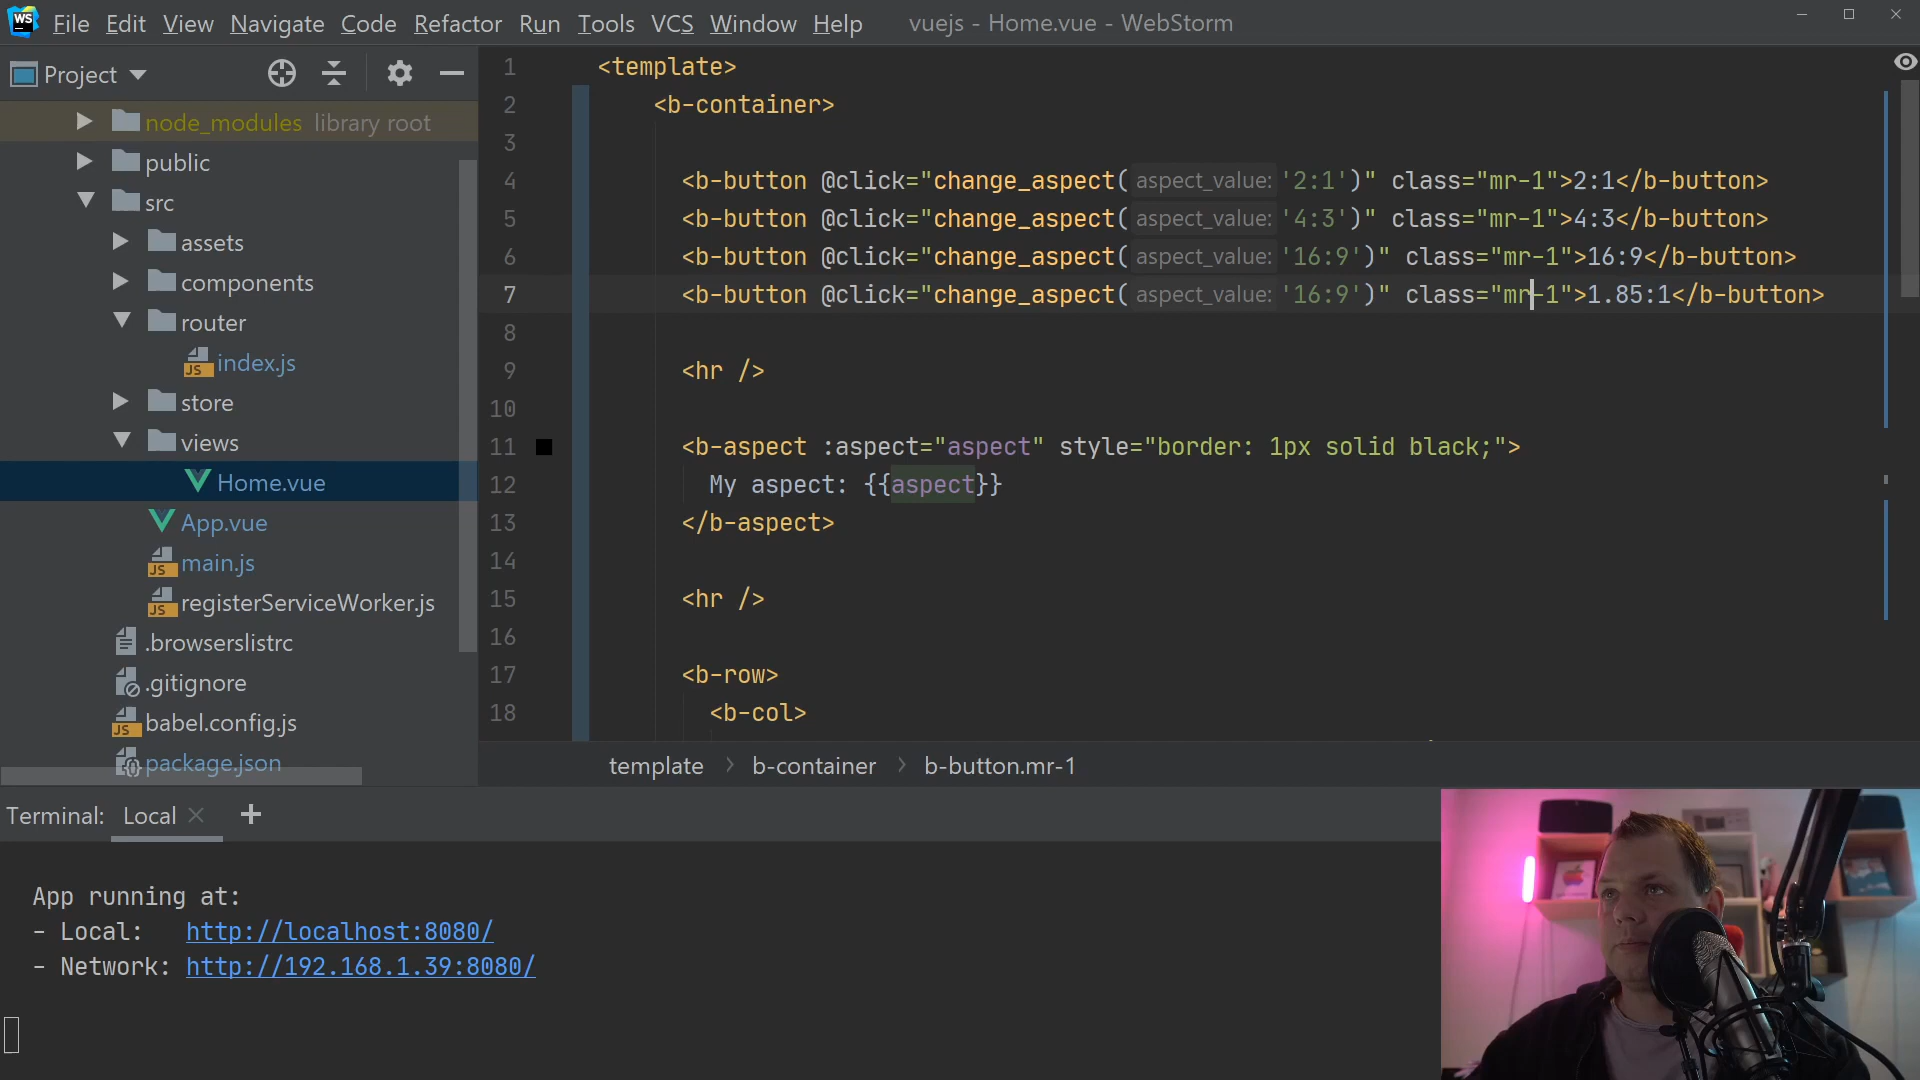 WS File Edit View Navigate Code Refactor Run Tools VCS Window Help vuejs - Home.vue - WebStorm
Project
node_modules library root
public
src
assets
components
router
JS index.js
store
views
Home.vue
App.vue
JS main.js
JS registerServiceWorker.js
.browserslistrc
.gitignore
JS babel.config.js
package.json
1 <template>
2 <b-container>
3
4 <b-button @click="change_aspect( aspect_value: '2:1')" class="mr-1">2:1</b-button>
5 <b-button @click="change_aspect( aspect_value: '4:3')" class="mr-1">4:3</b-button>
6 <b-button @click="change_aspect( aspect_value: '16:9')" class="mr-1">16:9</b-button>
7 <b-button @click="change_aspect( aspect_value: '16:9')" class="mr-1">1.85:1</b-button>
8
9 <hr />
10
11 <b-aspect :aspect="aspect" style="border: 1px solid black;">
12 My aspect: {{aspect}}
13 </b-aspect>
14
15 <hr />
16
17 <b-row>
18 <b-col>
template > b-container > b-button.mr-1
Terminal: Local × +
App running at:
- Local: http://localhost:8080/
- Network: http://192.168.1.39:8080/